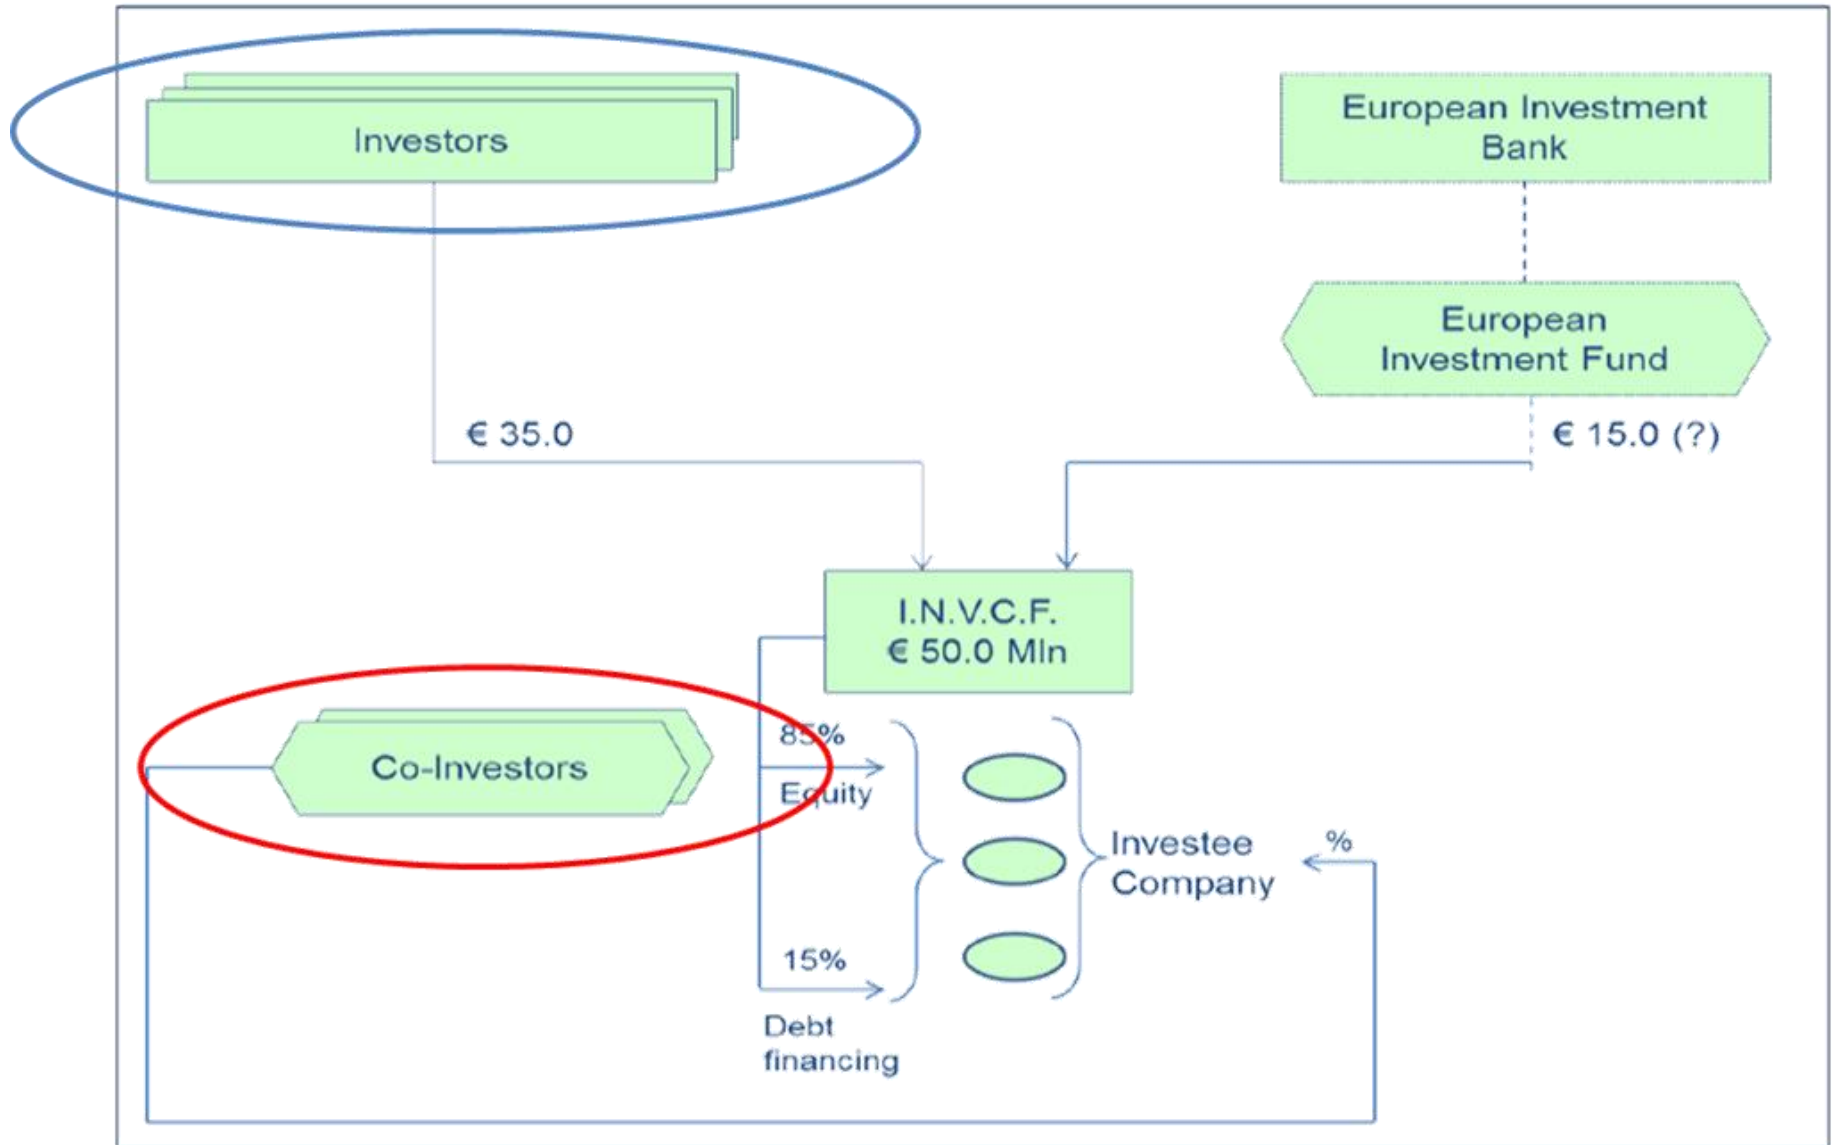 Investors
European Investment
Bank
European
Investment Fund
€ 35.0
€ 15.0 (?)
I.N.V.C.F.
€ 50.0 Mln
85%
Co-Investors
Equity
Investee
Company
%
15%
Debt
financing